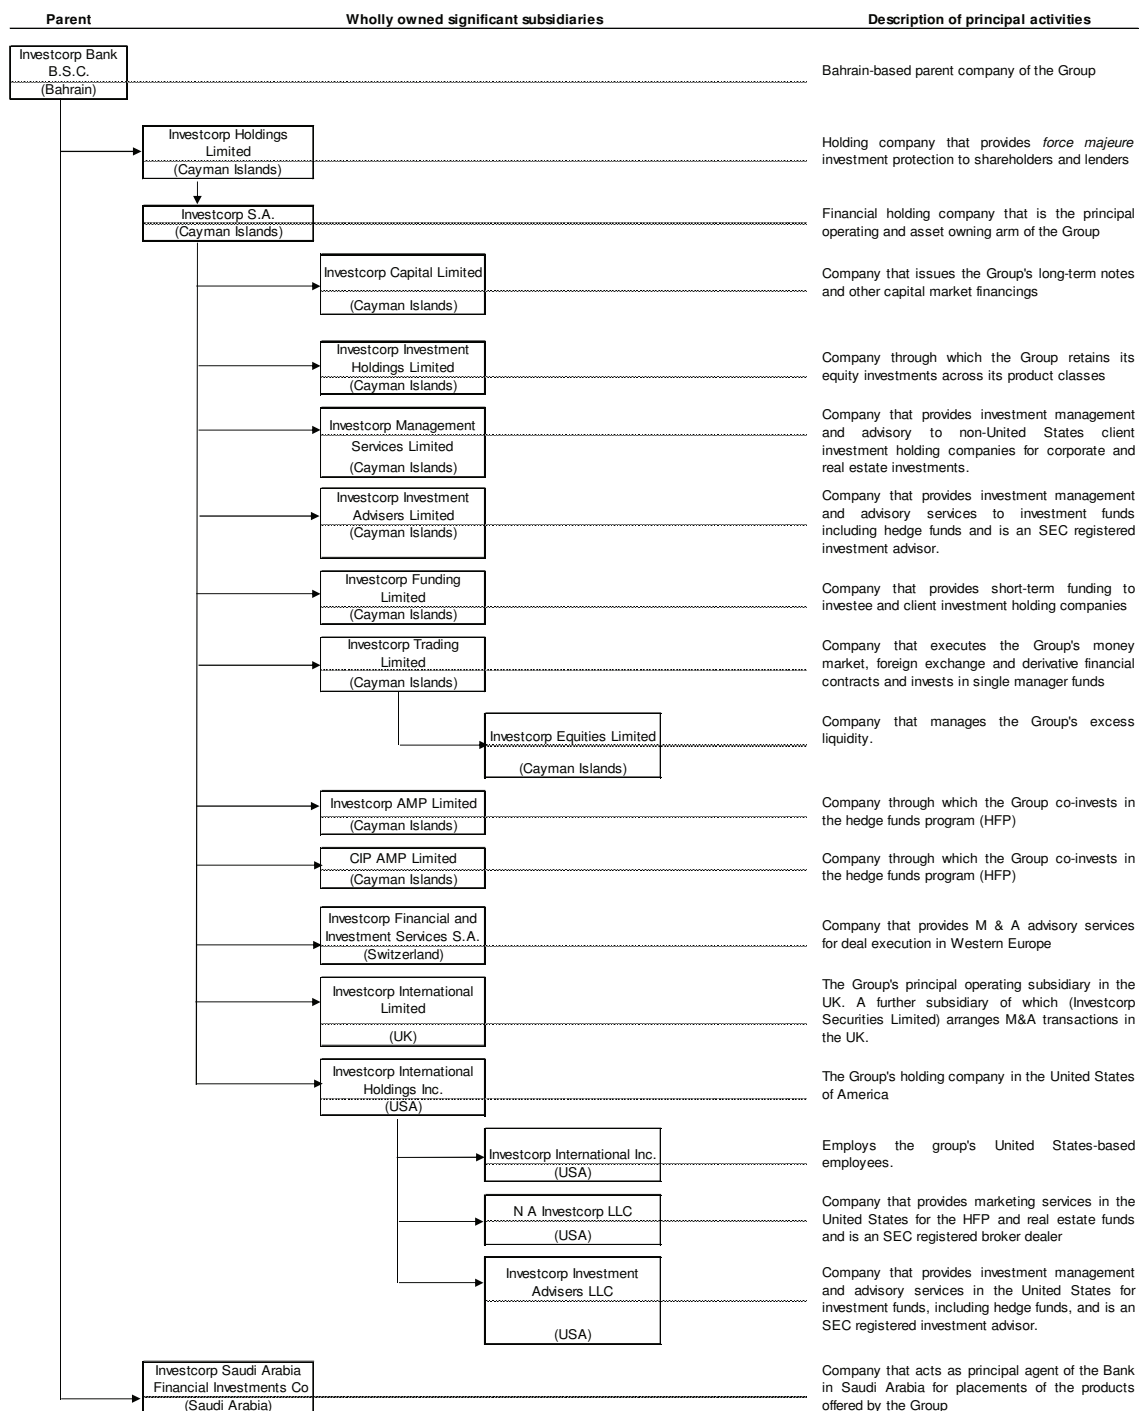 Parent Wholly owned significant subsidiaries Description of principal activities
Investcorp Bank
B.S.C.
(Bahrain)
Bahrain-based parent company of the Group
Investcorp Holdings
Limited
(Cayman Islands)
Holding company that provides force majeure
investment protection to shareholders and lenders
Investcorp S.A.
(Cayman Islands)
Financial holding company that is the principal
operating and asset owning arm of the Group
Investcorp Capital Limited
(Cayman Islands)
Company that issues the Group's long-term notes
and other capital market financings
Investcorp Investment
Holdings Limited
(Cayman Islands)
Company through which the Group retains its
equity investments across its product classes
Investcorp Management
Services Limited
(Cayman Islands)
Company that provides investment management
and advisory to non-United States client
investment holding companies for corporate and
real estate investments.
Investcorp Investment
Advisers Limited
(Cayman Islands)
Company that provides investment management
and advisory services to investment funds
including hedge funds and is an SEC registered
investment advisor.
Investcorp Funding
Limited
(Cayman Islands)
Company that provides short-term funding to
investee and client investment holding companies
Investcorp Trading
Limited
(Cayman Islands)
Company that executes the Group's money
market, foreign exchange and derivative financial
contracts and invests in single manager funds
Investcorp Equities Limited
(Cayman Islands)
Company that manages the Group's excess
liquidity.
Investcorp AMP Limited
(Cayman Islands)
Company through which the Group co-invests in
the hedge funds program (HFP)
CIP AMP Limited
(Cayman Islands)
Company through which the Group co-invests in
the hedge funds program (HFP)
Investcorp Financial and
Investment Services S.A.
(Switzerland)
Company that provides M & A advisory services
for deal execution in Western Europe
Investcorp International
Limited
(UK)
The Group's principal operating subsidiary in the
UK. A further subsidiary of which (Investcorp
Securities Limited) arranges M&A transactions in
the UK.
Investcorp International
Holdings Inc.
(USA)
The Group's holding company in the United States
of America
Investcorp International Inc.
(USA)
Employs the group's United States-based
employees.
N A Investcorp LLC
(USA)
Company that provides marketing services in the
United States for the HFP and real estate funds
and is an SEC registered broker dealer
Investcorp Investment
Advisers LLC
(USA)
Company that provides investment management
and advisory services in the United States for
investment funds, including hedge funds, and is an
SEC registered investment advisor.
Investcorp Saudi Arabia
Financial Investments Co
(Saudi Arabia)
Company that acts as principal agent of the Bank
in Saudi Arabia for placements of the products
offered by the Group